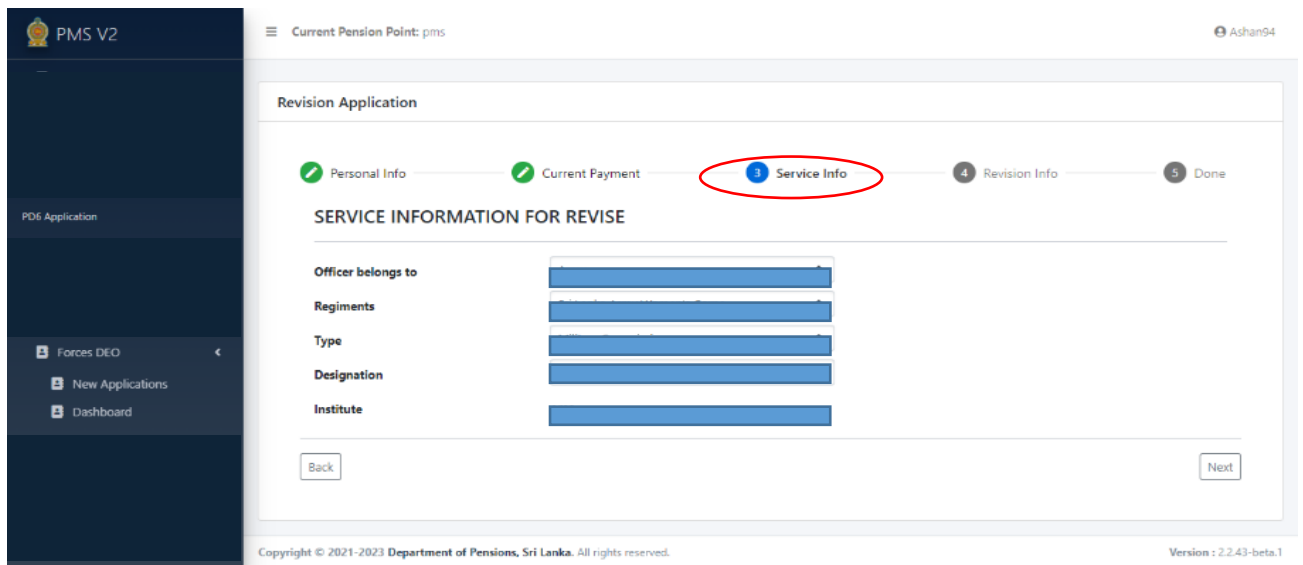 PMS V2
Current Pension Point: pms
Ashan94
Revision Application
Personal Info
Current Payment
3 Service Info
4 Revision Info
5 Done
PD6 Application
SERVICE INFORMATION FOR REVISE
Officer belongs to
Regiments
Type
Designation
Institute
Forces DEO
New Applications
Dashboard
Back
Next
Copyright © 2021-2023 Department of Pensions, Sri Lanka. All rights reserved.
Version : 2.2.43-beta.1